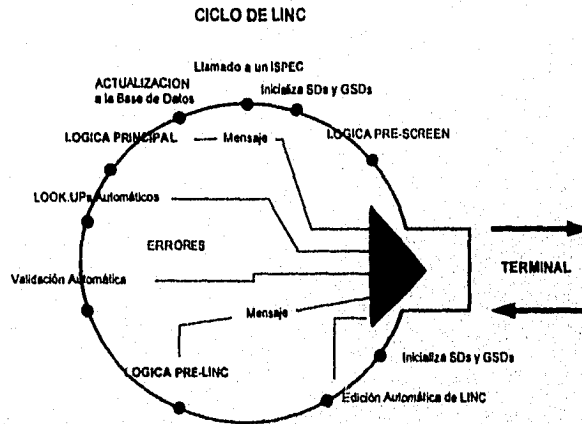 CICLO DE LINC
Llamado a un ISPEC
ACTUALIZACION
a la Base de Datos
Inicializa SDs y GSDs
LOGICA PRINCIPAL
Mensaje
LOGICA PRE-SCREEN
LOOK.UPs Automáticos
ERRORES
TERMINAL
Validación Automática
Mensaje
Inicializa SDs y GSDs
LOGICA PRE-LINC
Edición Automática de LINC